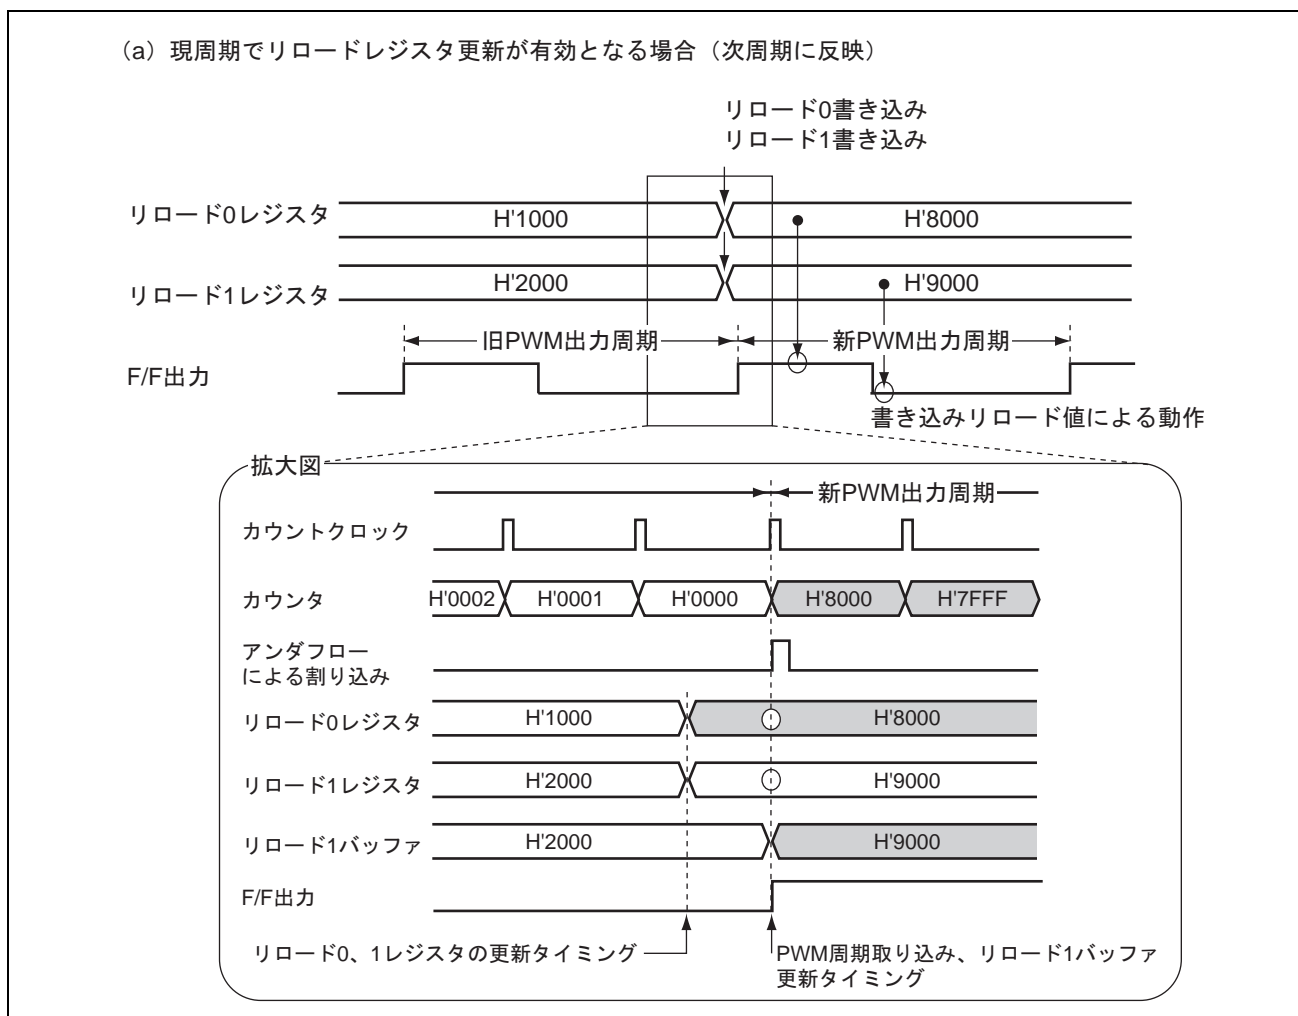 (a) 現周期でリロードレジスタ更新が有効となる場合（次周期に反映）
リロード0書き込み
リロード1書き込み
リロード0レジスタ
H'1000
H'8000
リロード1レジスタ
H'2000
H'9000
旧PWM出力周期
新PWM出力周期
F/F出力
書き込みリロード値による動作
拡大図
新PWM出力周期
カウントクロック
カウンタ
H'0002
H'0001
H'0000
H'8000
H'7FFF
アンダフロー
による割り込み
リロード0レジスタ
H'1000
H'8000
リロード1レジスタ
H'2000
H'9000
リロード1バッファ
H'2000
H'9000
F/F出力
リロード0、1レジスタの更新タイミング
PWM周期取り込み、リロード1バッファ
更新タイミング